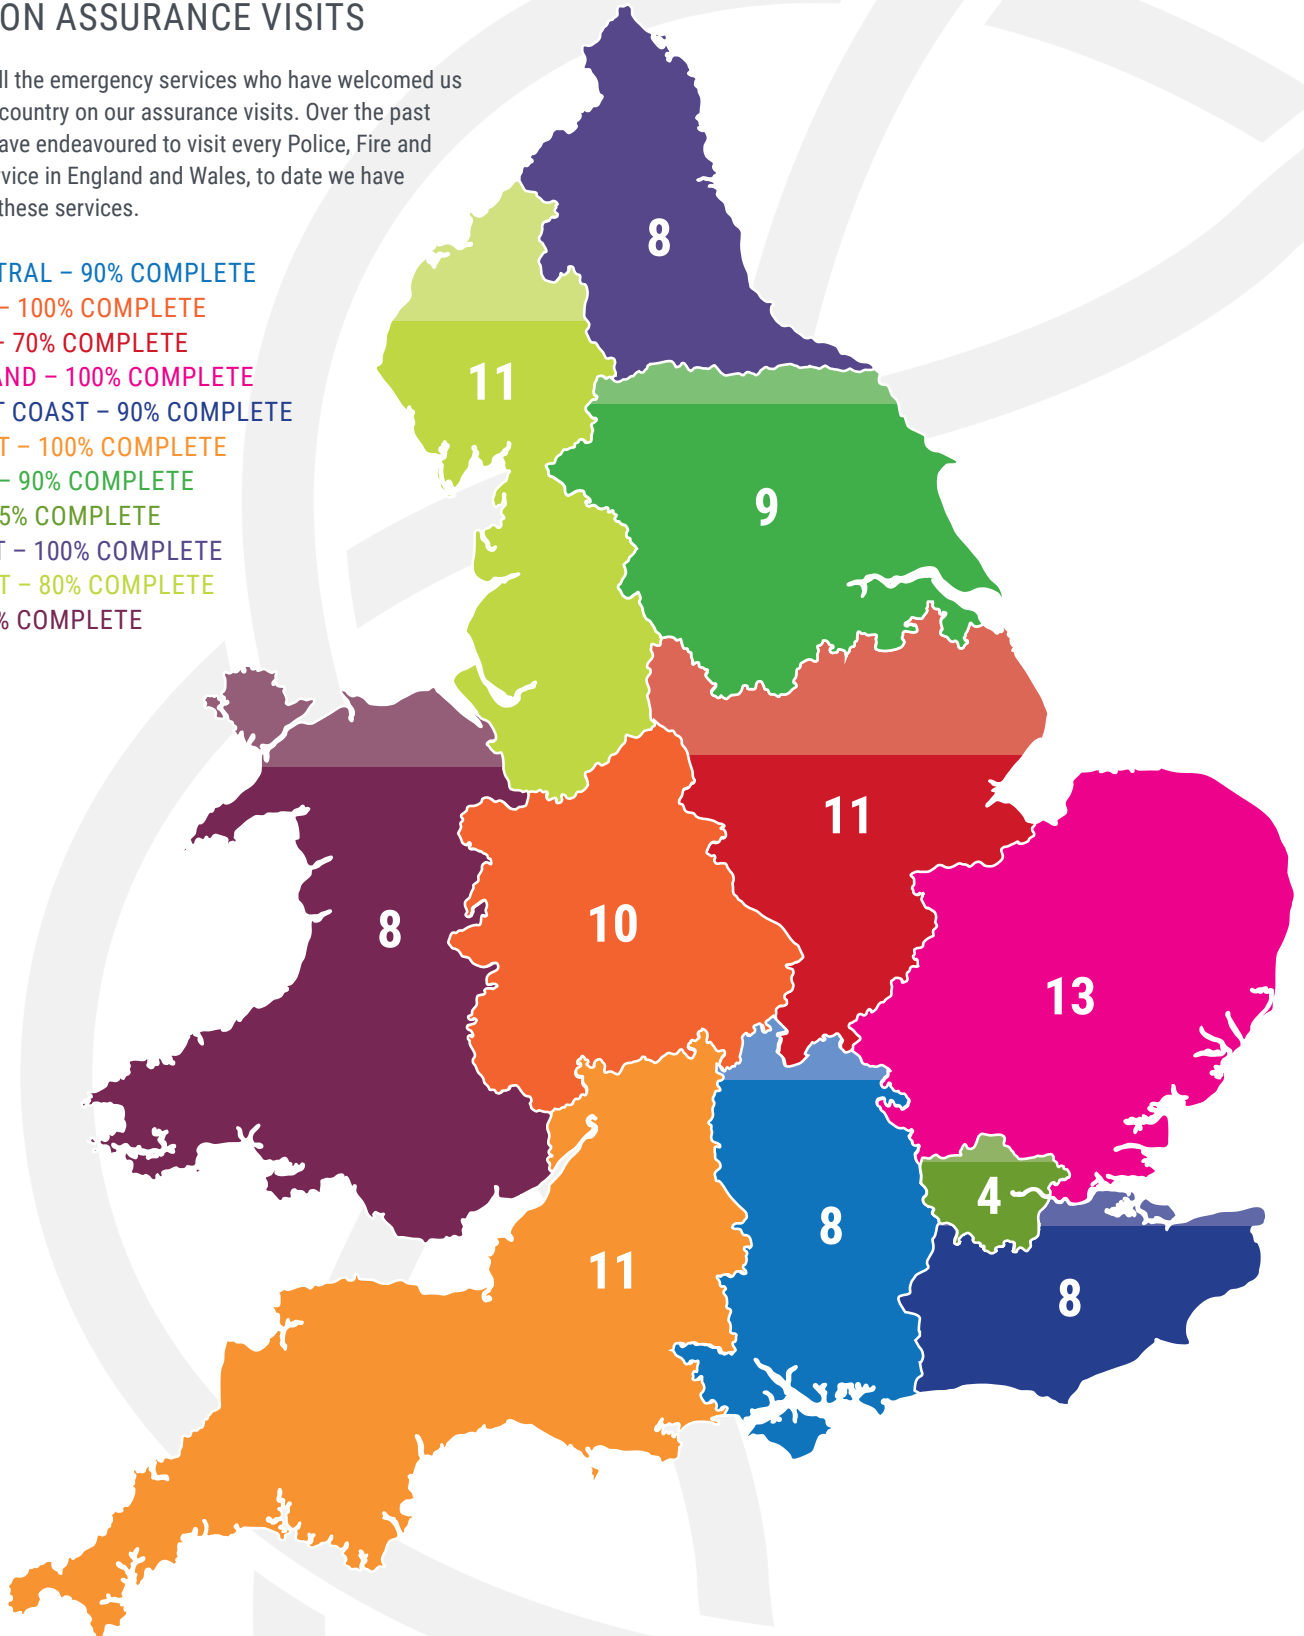 ON ASSURANCE VISITS
ll the emergency services who have welcomed us
country on our assurance visits. Over the past
ave endeavoured to visit every Police, Fire and
vice in England and Wales, to date we have
these services.
TRAL – 90% COMPLETE
– 100% COMPLETE
- 70% COMPLETE
AND – 100% COMPLETE
T COAST – 90% COMPLETE
T – 100% COMPLETE
– 90% COMPLETE
5% COMPLETE
T – 100% COMPLETE
T – 80% COMPLETE
% COMPLETE
8
11
9
11
8
10
13
4
8
11
8